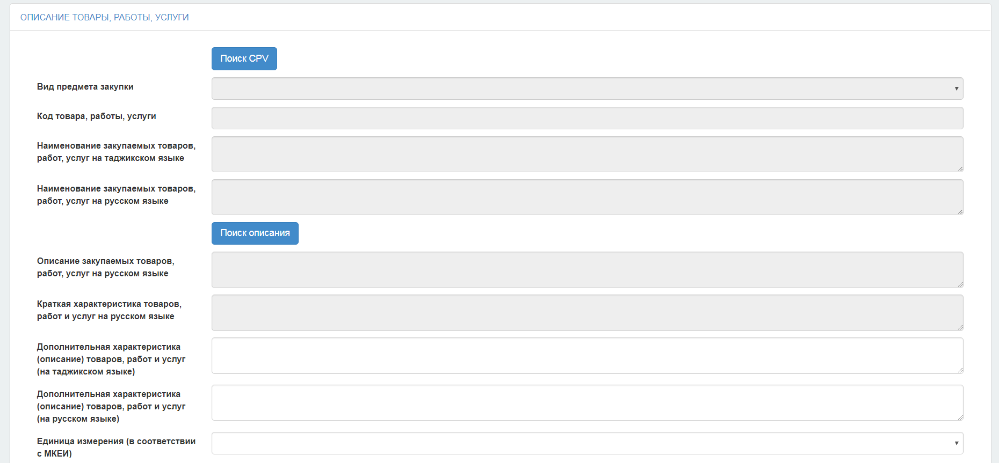 ОПИСАНИЕ ТОВАРЫ, РАБОТЫ, УСЛУГИ
Поиск CPV
Вид предмета закупки
Код товара, работы, услуги
Наименование закупаемых товаров,
работ, услуг на таджикском языке
Наименование закупаемых товаров,
работ, услуг на русском языке
Поиск описания
Описание закупаемых товаров,
работ, услуг на русском языке
Краткая характеристика товаров,
работ и услуг на русском языке
Дополнительная характеристика
(описание) товаров, работ и услуг
(на таджикском языке)
Дополнительная характеристика
(описание) товаров, работ и услуг
(на русском языке)
Единица измерения (в соответствии
с МКЕИ)